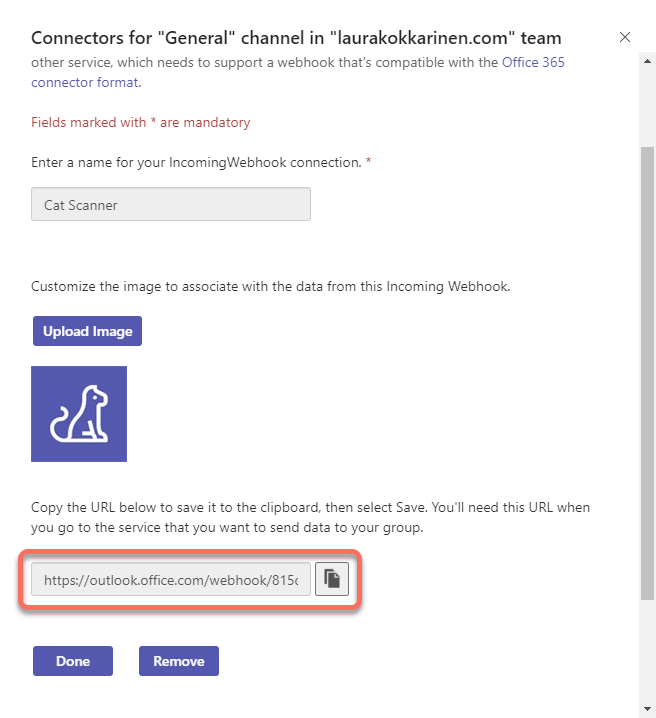 Connectors for "General" channel in "laurakokkarinen.com" team
other service, which needs to support a webhook that's compatible with the Office 365
connector format.
Fields marked with * are mandatory
Enter a name for your IncomingWebhook connection. *
Cat Scanner
Customize the image to associate with the data from this Incoming Webhook.
Upload Image
Copy the URL below to save it to the clipboard, then select Save. You'll need this URL when
you go to the service that you want to send data to your group.
https://outlook.office.com/webhook/815
Done Remove